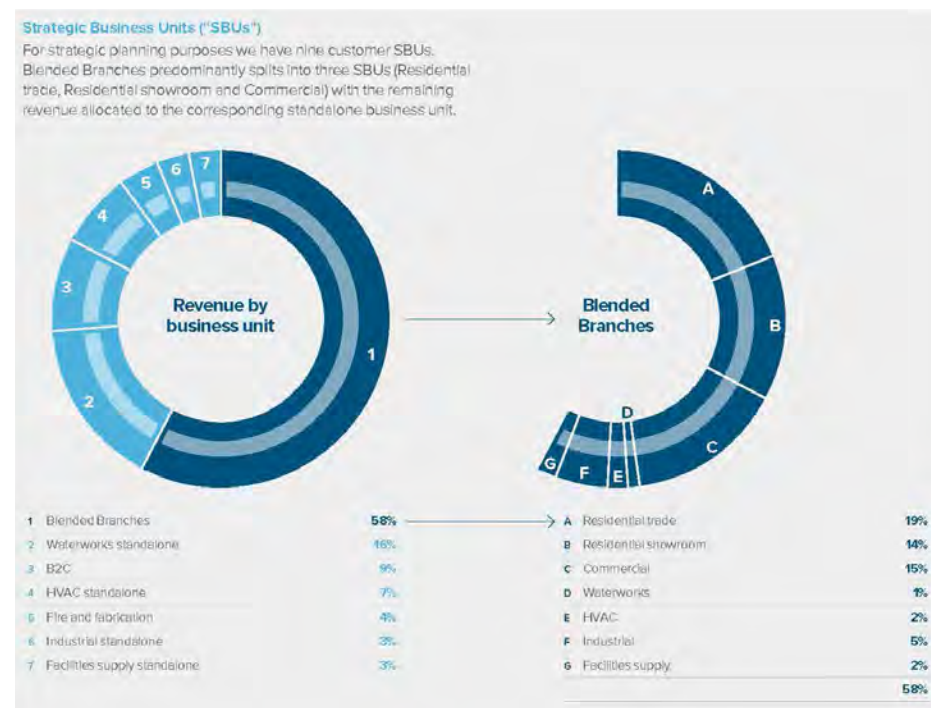 Strategic Business Units ("SBUs")
For strategic planning purposes we have nine customer SBUs.
Blended Branches predominantly splits into three SBUs (Residential
trade, Residential showroom and Commercial) with the remaining
revenue allocated to the corresponding standalone business unit.
1
2
3
4
5
6
7
Revenue by
business unit
A
B
C
D
E
F
G
Blended
Branches
1 Blended Branches 58%
2 Waterworks standalone 16%
3 B2C 9%
4 HVAC standalone 7%
5 Fire and fabrication 4%
6 Industrial standalone 3%
7 Facilities supply standalone 3%
A Residential trade 19%
B Residential showroom 14%
C Commercial 15%
D Waterworks 1%
E HVAC 2%
F Industrial 5%
G Facilities supply 2%
58%